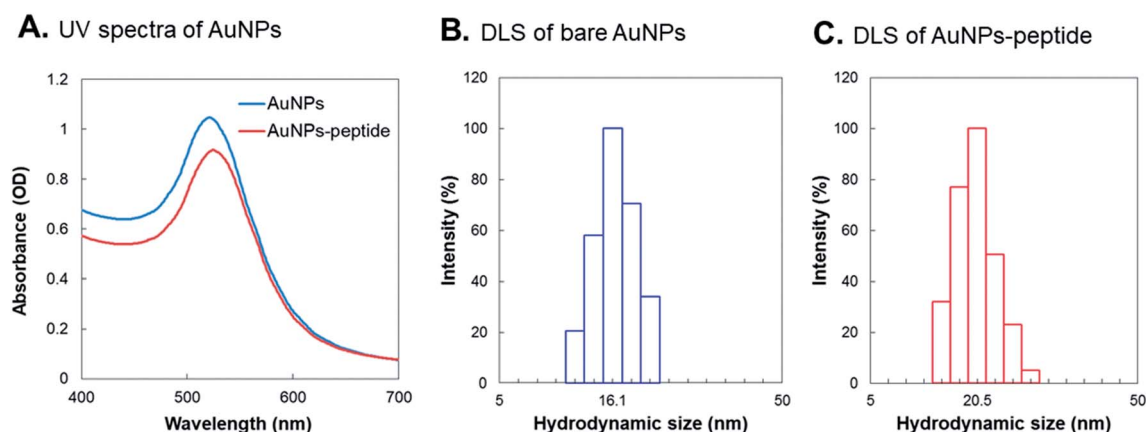 A. UV spectra of AuNPs
1.2
1
0.8
0.6
0.4
0.2
0
Absorbance (OD)
AuNPs
AuNPs-peptide
400
500
600
700
Wavelength (nm)
B. DLS of bare AuNPs
120
100
80
60
40
20
0
Intensity (%)
5
16.1
50
Hydrodynamic size (nm)
C. DLS of AuNPs-peptide
120
100
80
60
40
20
0
Intensity (%)
5
20.5
50
Hydrodynamic size (nm)